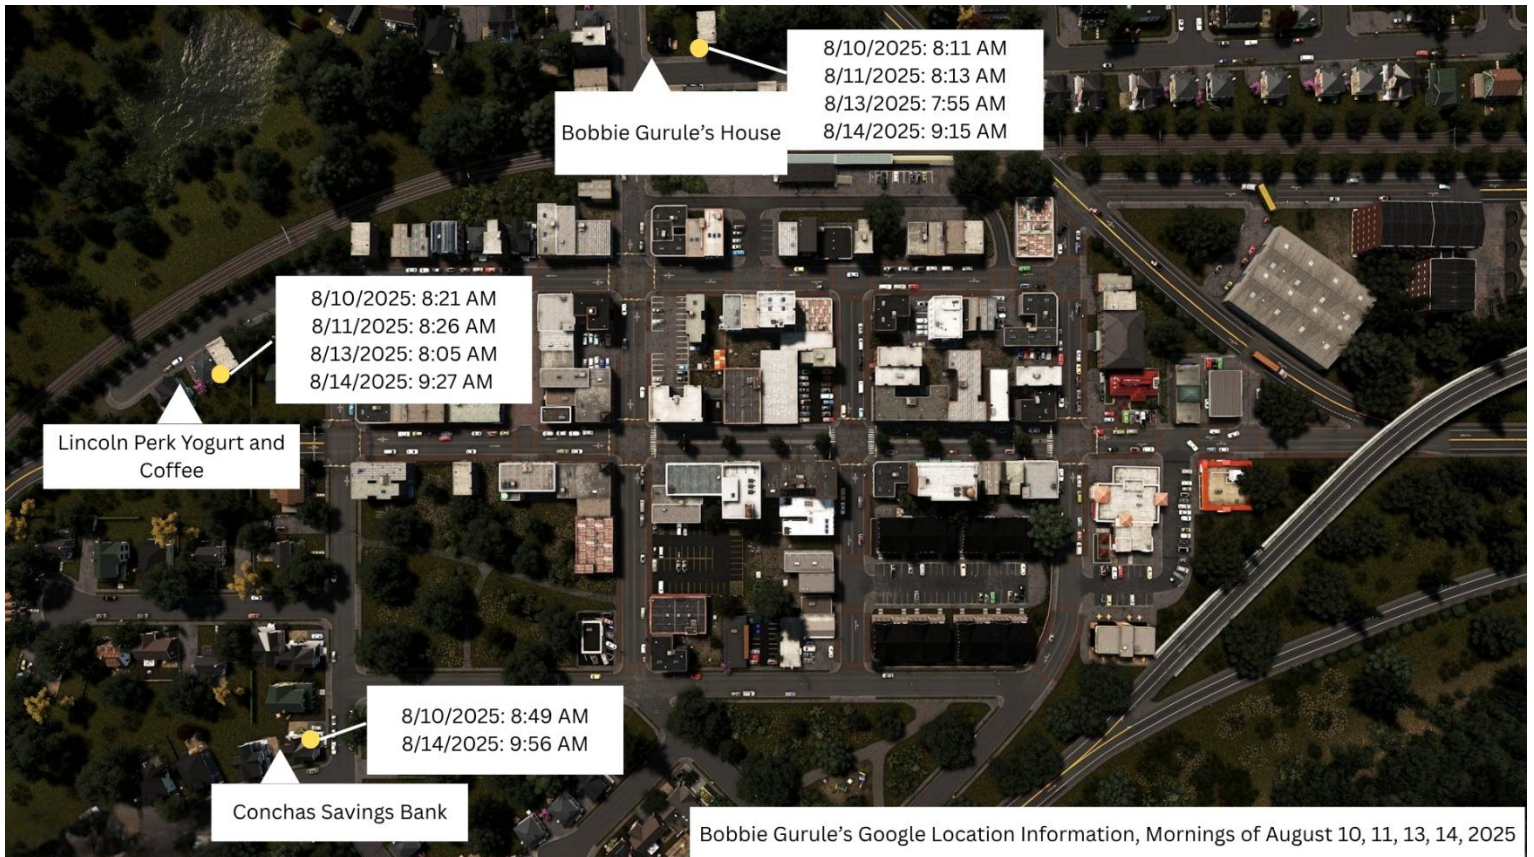 8/10/2025: 8:11 AM
8/11/2025: 8:13 AM
8/13/2025: 7:55 AM
8/14/2025: 9:15 AM
Bobbie Gurule’s House
8/10/2025: 8:21 AM
8/11/2025: 8:26 AM
8/13/2025: 8:05 AM
8/14/2025: 9:27 AM
Lincoln Perk Yogurt and
Coffee
8/10/2025: 8:49 AM
8/14/2025: 9:56 AM
Conchas Savings Bank
Bobbie Gurule’s Google Location Information, Mornings of August 10, 11, 13, 14, 2025